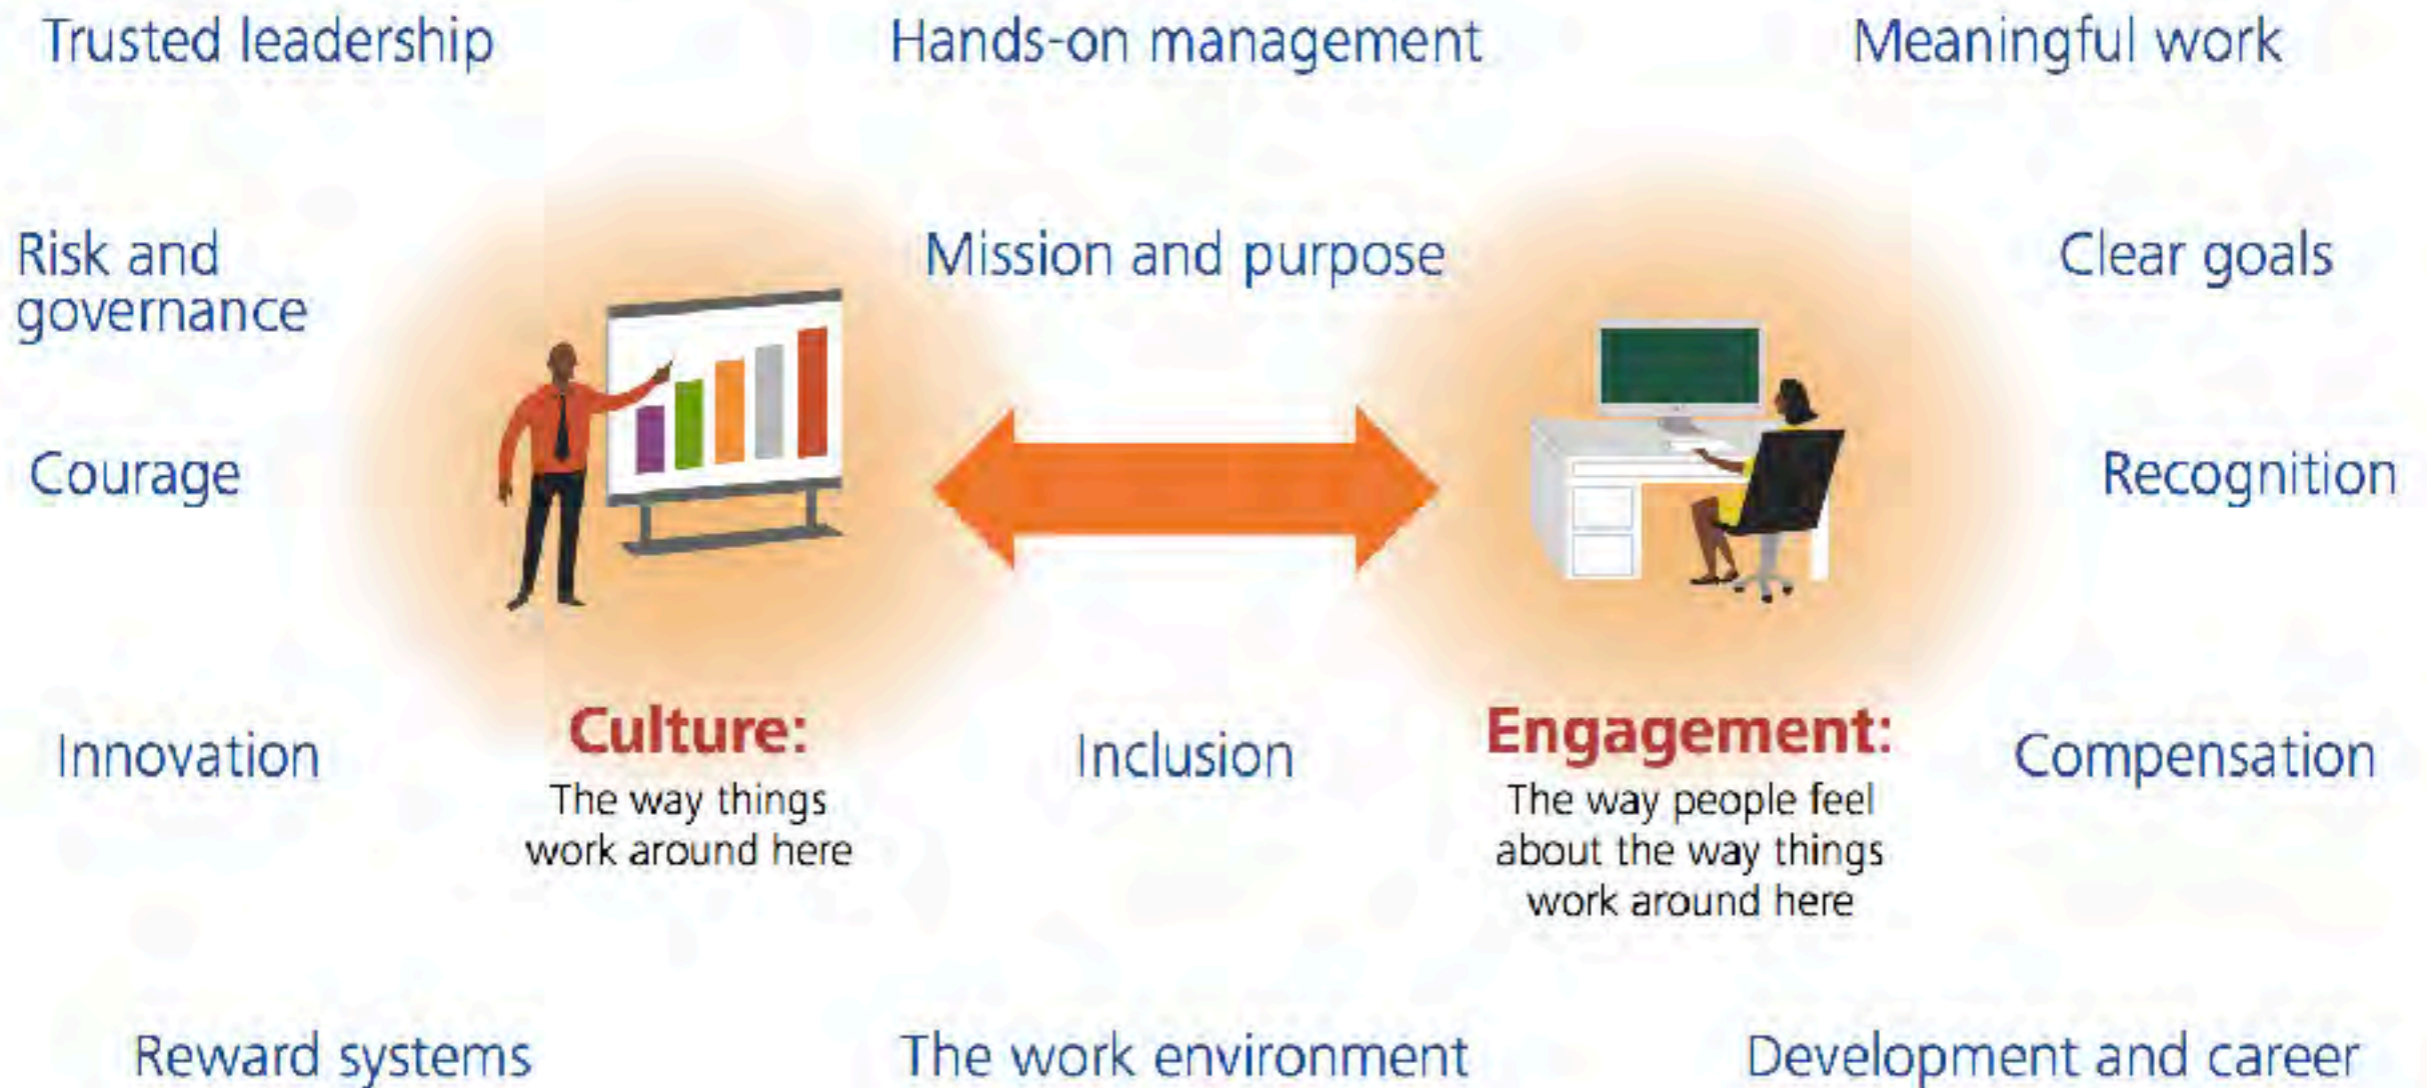 Trusted leadership
Hands-on management
Meaningful work
Risk and
governance
Mission and purpose
Clear goals
Courage
Recognition
Innovation
Culture:
The way things
work around here
Inclusion
Engagement:
The way people feel
about the way things
work around here
Compensation
Reward systems
The work environment
Development and career